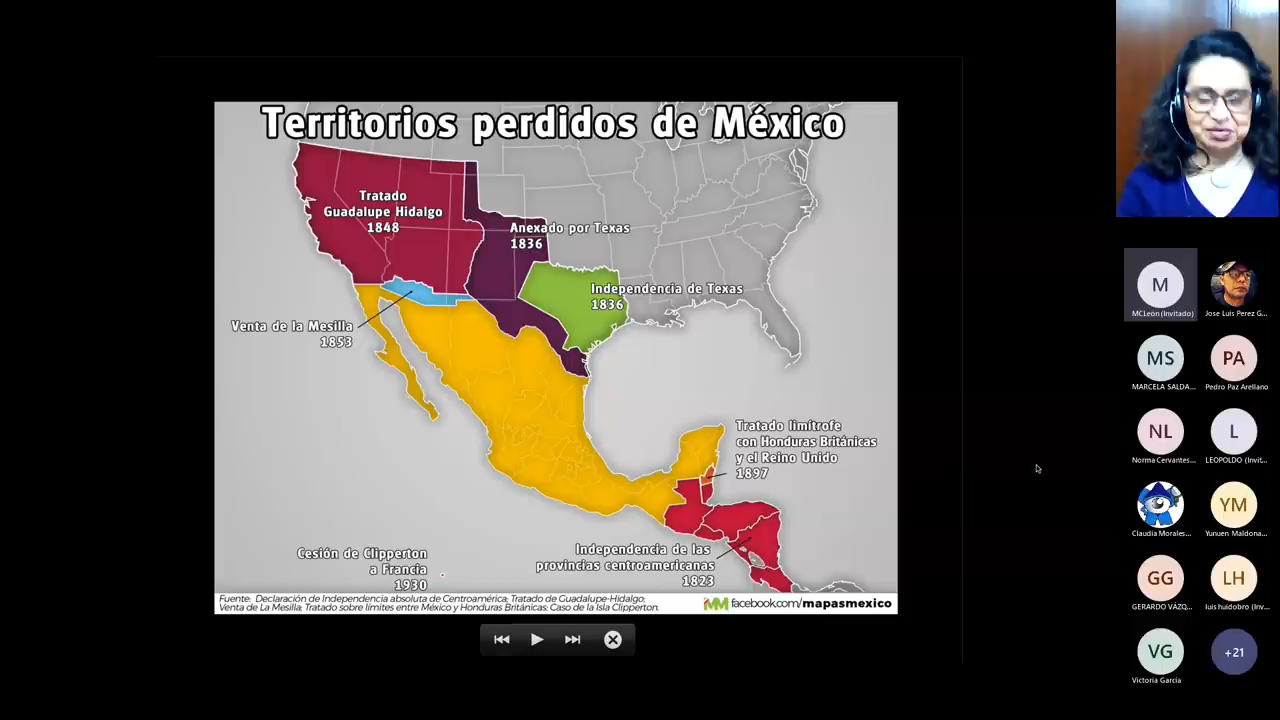 Territorios perdidos de México
Tratado
Guadalupe Hidalgo
1848
Anexado por Texas
1836
Independencia de Texas
1836
Venta de la Mesilla
1853
Tratado limítrofe
con Honduras Británicas
y el Reino Unido
1897
Independencia de las
provincias centroamericanas
1823
Cesión de Clipperton
a Francia
1930
Fuente: Declaración de Independencia absoluta de Centroamérica; Tratado de Guadalupe-Hidalgo;
Venta de La Mesilla; Tratado sobre límites entre México y Honduras Británicas; Caso de la Isla Clipperton.
MM facebook.com/mapasmexico
M
MCLeòn (Invitado)
Jose Luis Perez G...
MS
MARCELA SALDA...
PA
Pedro Paz Arellano
NL
Norma Cervantes...
L
LEOPOLDO (Invit...
Claudia Morales...
YM
Yunuen Maldona...
GG
GERARDO VÁZQ...
LH
luis huidobro (Inv...
VG
Victoria García
+21